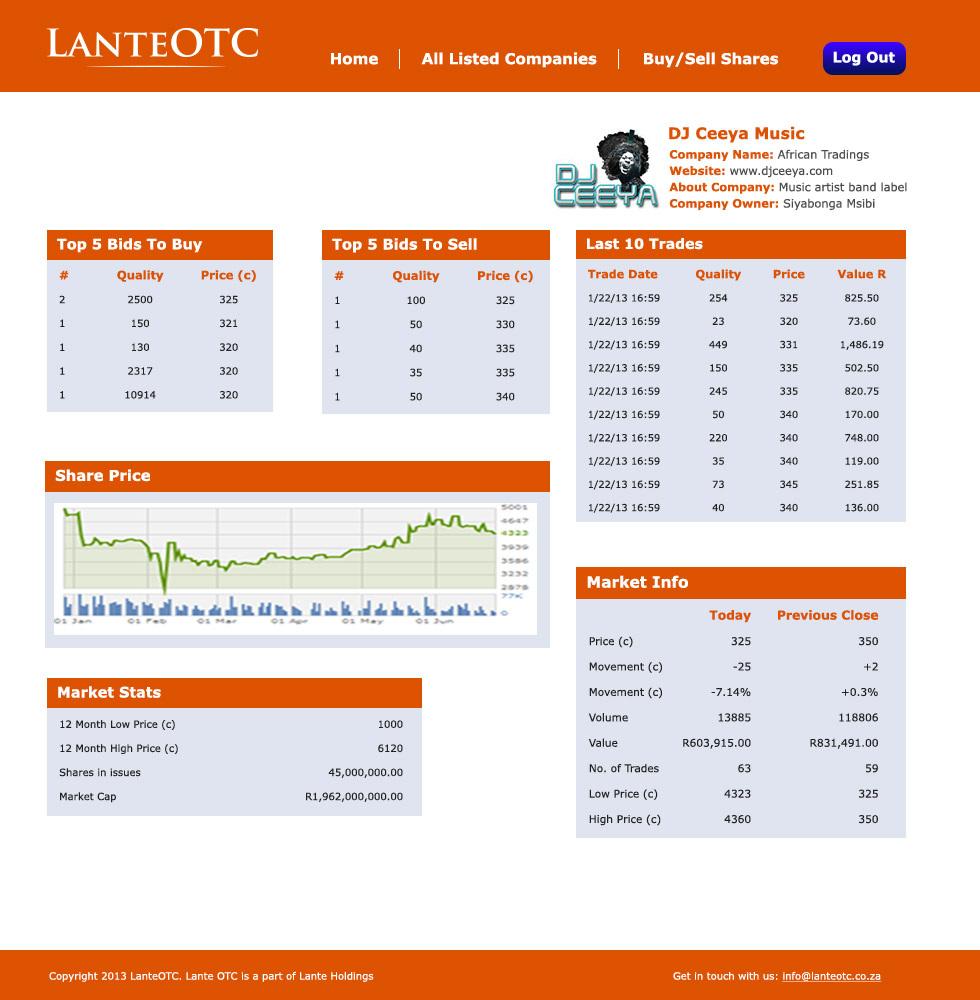 LANTEOTC
Home All Listed Companies Buy/Sell Shares Log Out
DJ CEEYA
DJ Ceeya Music
Company Name: African Tradings
Website: www.djceeya.com
About Company: Music artist band label
Company Owner: Siyabonga Msibi
Top 5 Bids To Buy
# Quality Price (c)
2 2500 325
1 150 321
1 130 320
1 2317 320
1 10914 320
Top 5 Bids To Sell
# Quality Price (c)
1 100 325
1 50 330
1 40 335
1 35 335
1 50 340
Last 10 Trades
Trade Date Quality Price Value R
1/22/13 16:59 254 325 825.50
1/22/13 16:59 23 320 73.60
1/22/13 16:59 449 331 1,486.19
1/22/13 16:59 150 335 502.50
1/22/13 16:59 245 335 820.75
1/22/13 16:59 50 340 170.00
1/22/13 16:59 220 340 748.00
1/22/13 16:59 35 340 119.00
1/22/13 16:59 73 345 251.85
1/22/13 16:59 40 340 136.00
Share Price
5001
4647
4323
3939
3586
3232
2878
77K
0
01 Jan 01 Feb 01 Mar 01 Apr 01 May 01 Jun
Market Info
Today Previous Close
Price (c) 325 350
Movement (c) -25 +2
Movement (c) -7.14% +0.3%
Volume 13885 118806
Value R603,915.00 R831,491.00
No. of Trades 63 59
Low Price (c) 4323 325
High Price (c) 4360 350
Market Stats
12 Month Low Price (c) 1000
12 Month High Price (c) 6120
Shares in issues 45,000,000.00
Market Cap R1,962,000,000.00
Copyright 2013 LanteOTC. Lante OTC is a part of Lante Holdings
Get in touch with us: info@lanteotc.co.za